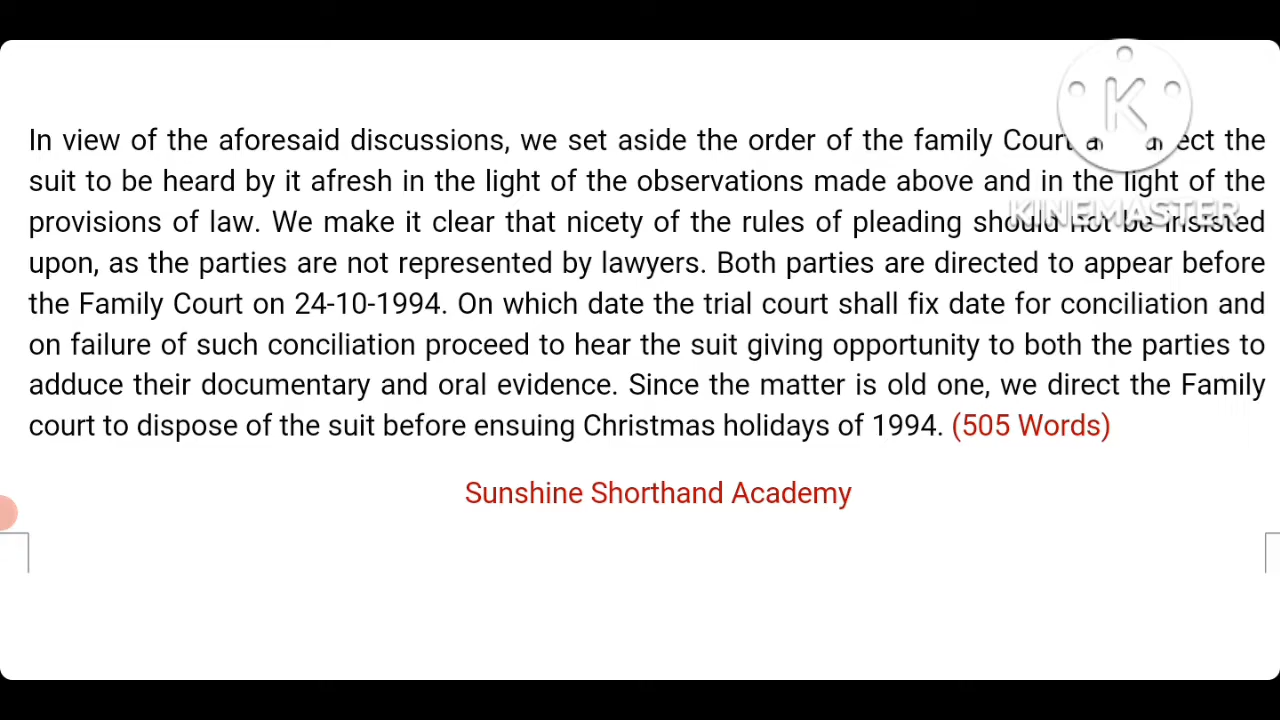 In view of the aforesaid discussions, we set aside the order of the family Court ect the
suit to be heard by it afresh in the light of the observations made above and in the light of the
provisions of law. We make it clear that nicety of the rules of pleading should not be insisted
upon, as the parties are not represented by lawyers. Both parties are directed to appear before
the Family Court on 24-10-1994. On which date the trial court shall fix date for conciliation and
on failure of such conciliation proceed to hear the suit giving opportunity to both the parties to
adduce their documentary and oral evidence. Since the matter is old one, we direct the Family
court to dispose of the suit before ensuing Christmas holidays of 1994. (505 Words)
Sunshine Shorthand Academy
K
KINEMASTER